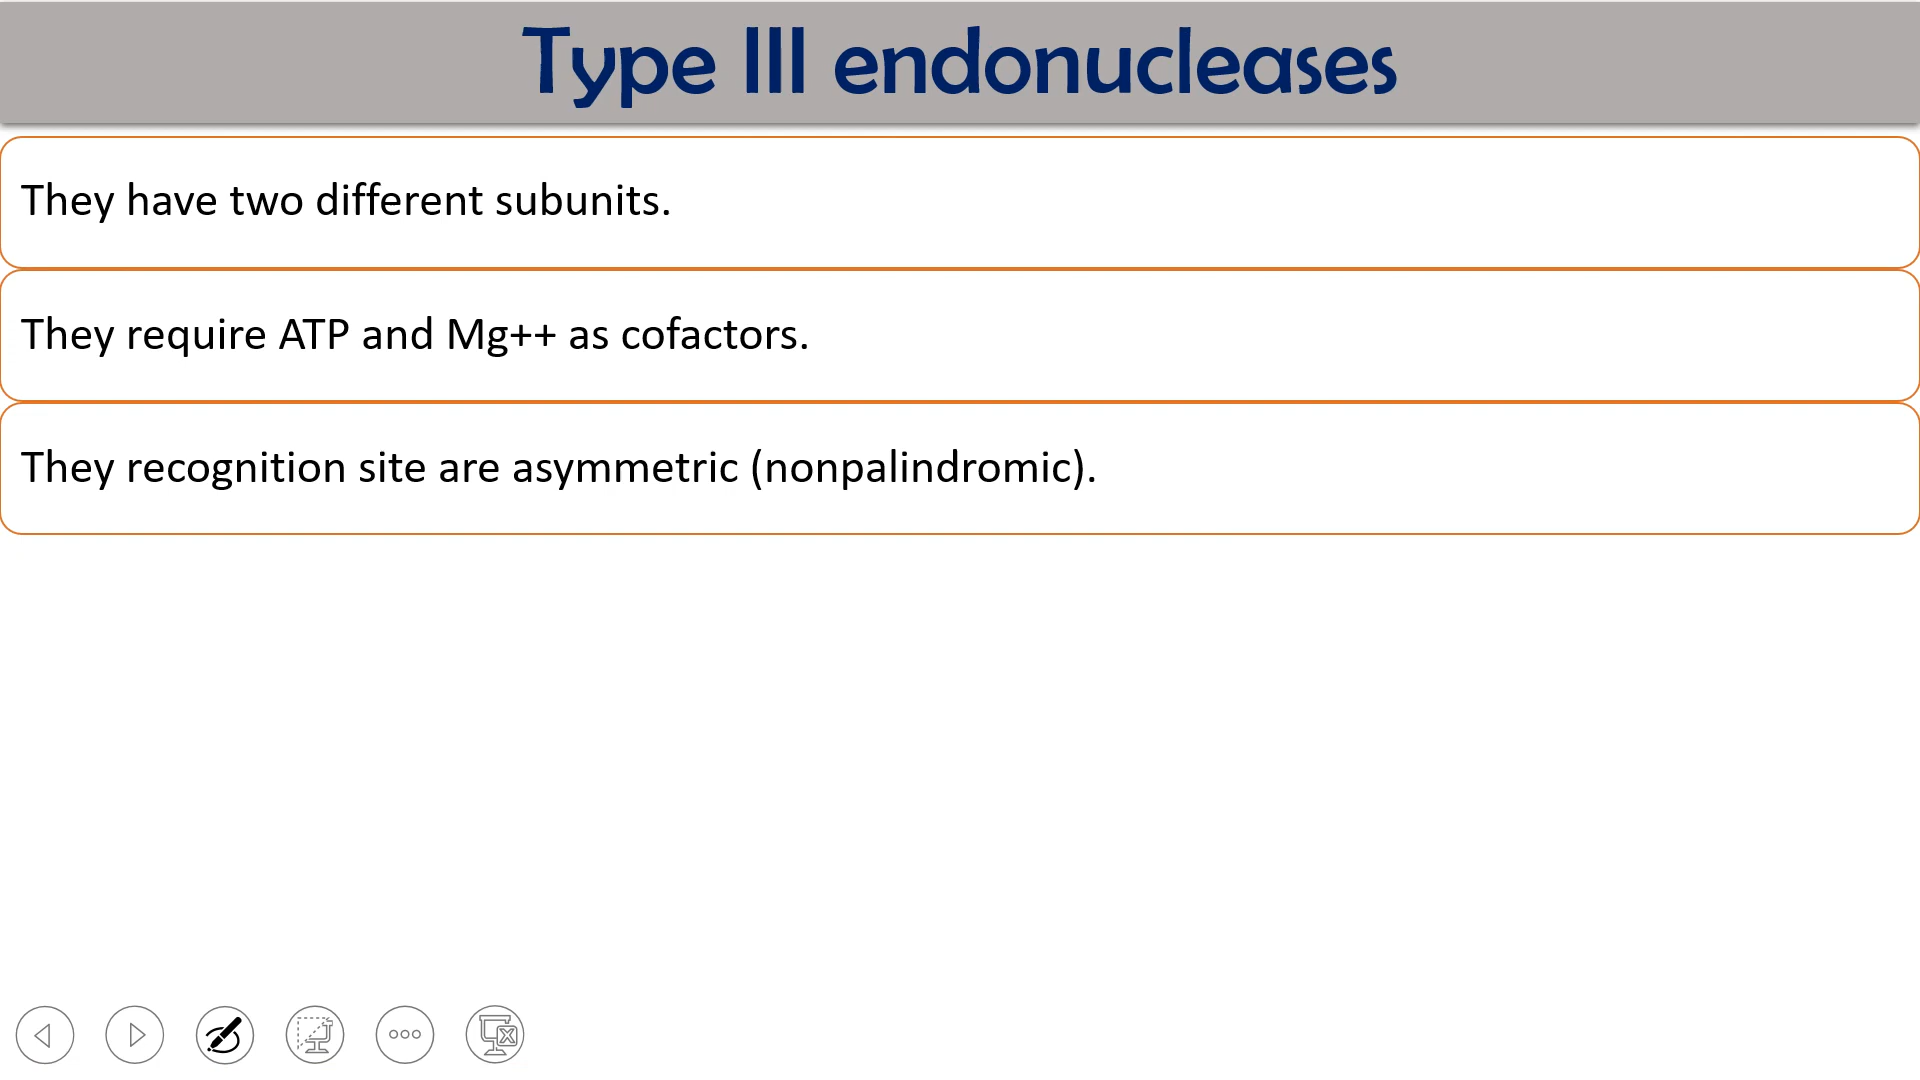 Type III endonucleases
They have two different subunits.
They require ATP and Mg++ as cofactors.
They recognition site are asymmetric (nonpalindromic).